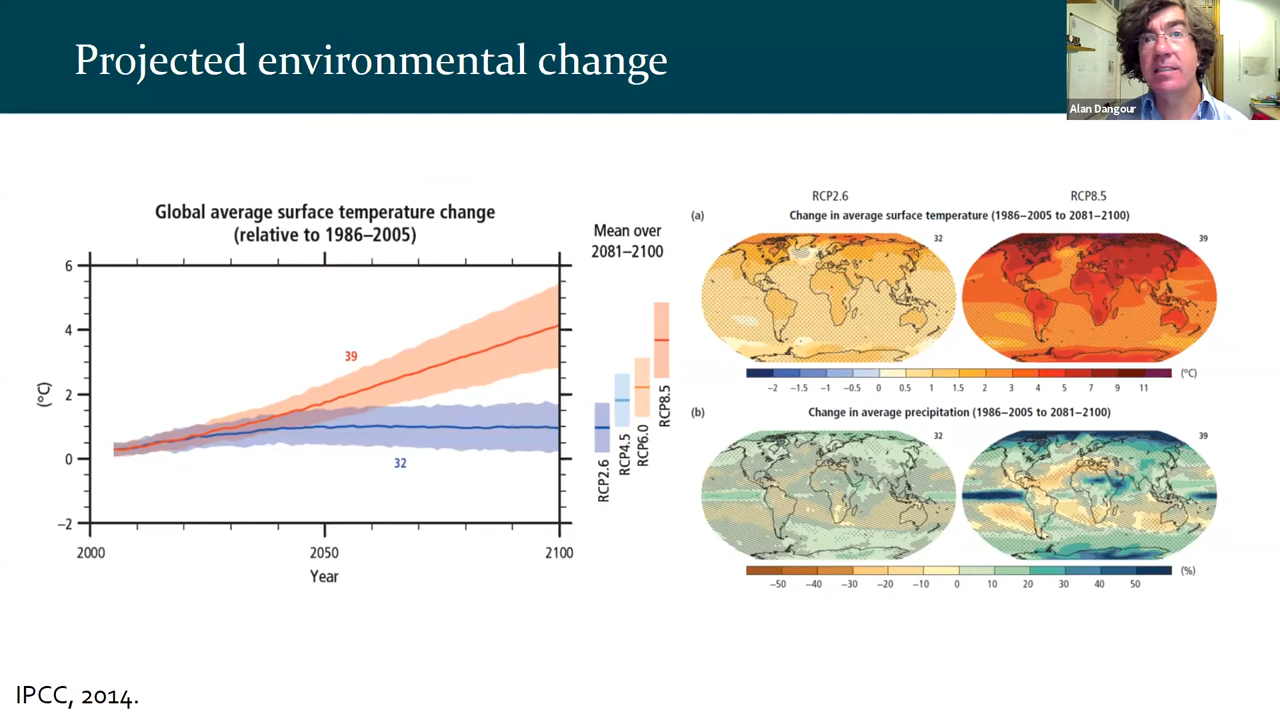 Projected environmental change
Alan Dangour
Global average surface temperature change
(relative to 1986–2005)
Mean over
2081–2100
6
4
2
0
−2
(°C)
39
32
2000
2050
2100
Year
RCP2.6
RCP4.5
RCP6.0
RCP8.5
RCP2.6
RCP8.5
(a)
Change in average surface temperature (1986−2005 to 2081−2100)
32
39
−2 −1.5 −1 −0.5 0 0.5 1 1.5 2 3 4 5 7 9 11
(°C)
(b)
Change in average precipitation (1986−2005 to 2081−2100)
32
39
−50 −40 −30 −20 −10 0 10 20 30 40 50
(%)
IPCC, 2014.